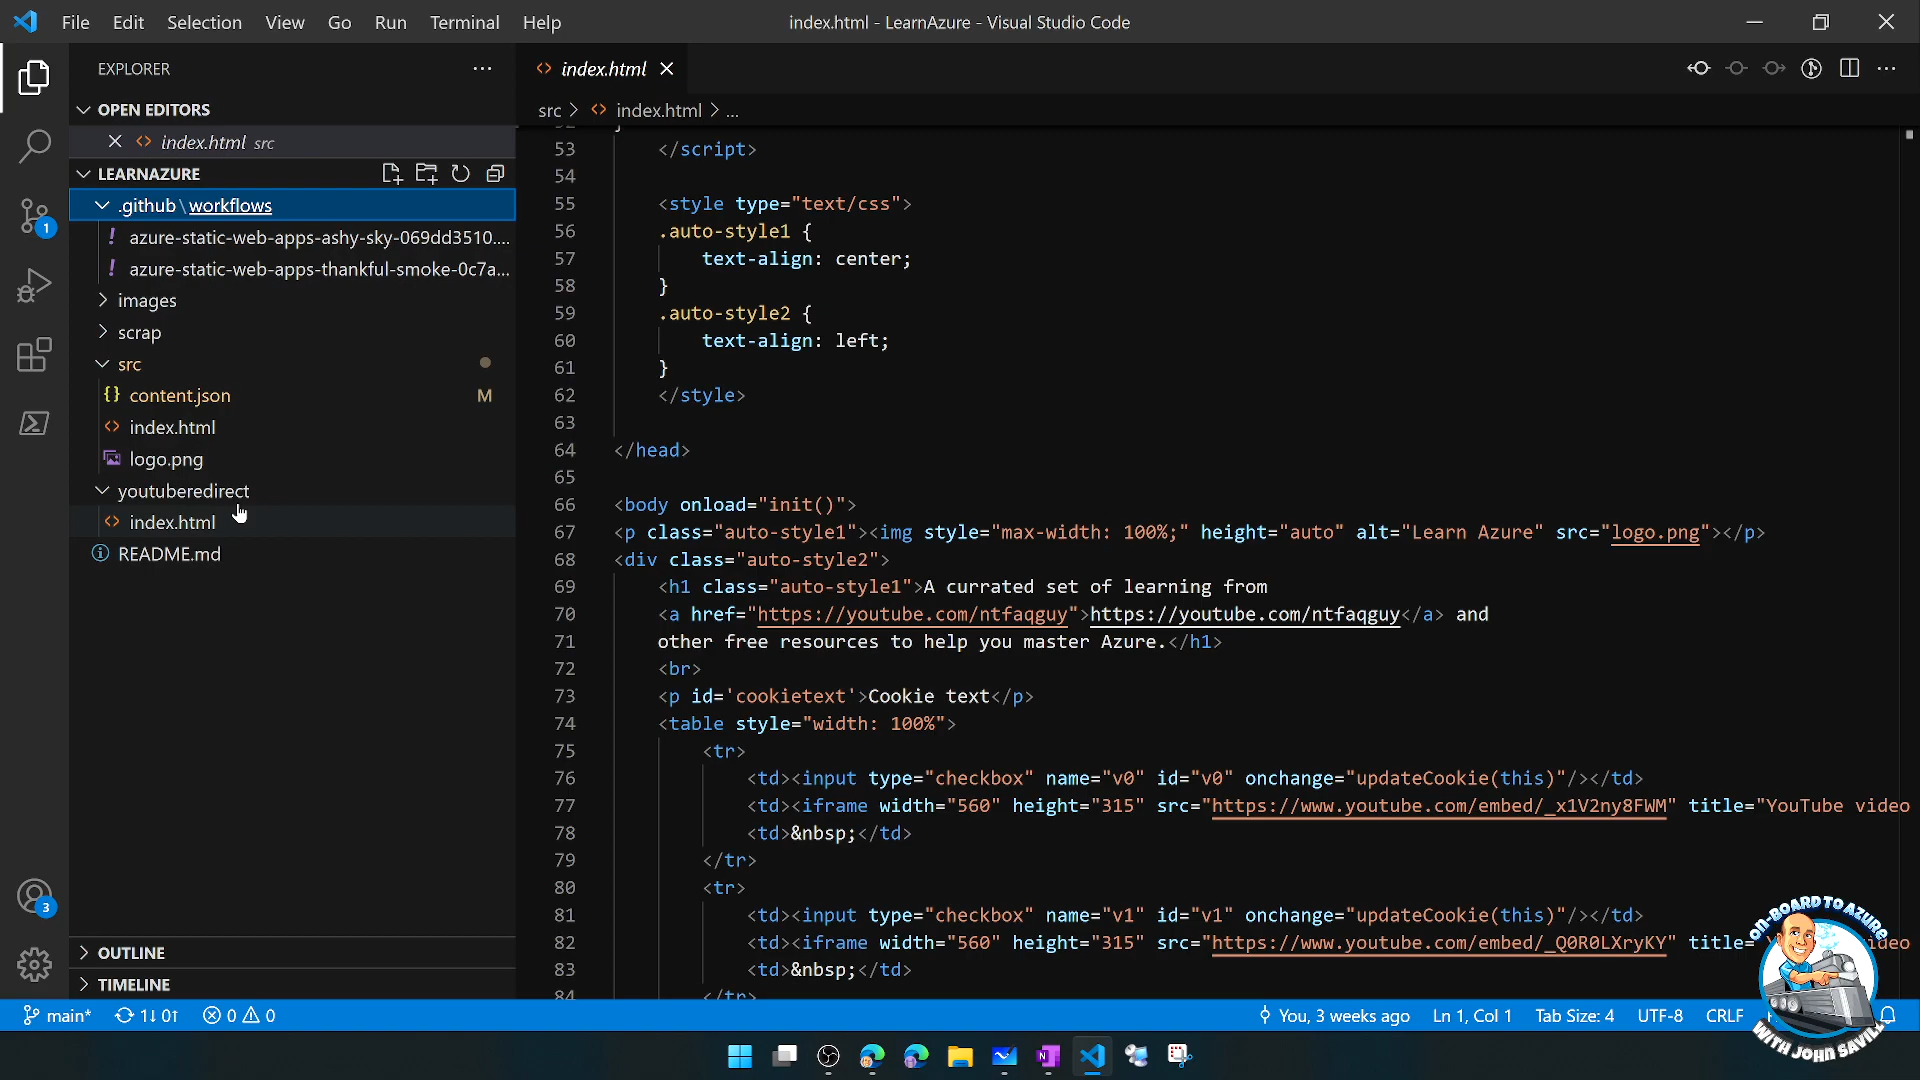 File Edit Selection View Go Run Terminal Help
index.html - LearnAzure - Visual Studio Code
EXPLORER
OPEN EDITORS
index.html src
LEARNAZURE
.github\workflows
azure-static-web-apps-ashy-sky-069dd3510....
azure-static-web-apps-thankful-smoke-0c7a...
images
scrap
src
content.json M
index.html
logo.png
youtuberedirect
index.html
README.md
OUTLINE
TIMELINE
1
3
index.html
src > index.html > ...
53 </script>
54
55 <style type="text/css">
56 .auto-style1 {
57 text-align: center;
58 }
59 .auto-style2 {
60 text-align: left;
61 }
62 </style>
63
64 </head>
65
66 <body onload="init()">
67 <p class="auto-style1"><img style="max-width: 100%;" height="auto" alt="Learn Azure" src="logo.png"></p>
68 <div class="auto-style2">
69 <h1 class="auto-style1">A currated set of learning from
70 <a href="https://youtube.com/ntfaqguy">https://youtube.com/ntfaqguy</a> and
71 other free resources to help you master Azure.</h1>
72 <br>
73 <p id='cookietext'>Cookie text</p>
74 <table style="width: 100%">
75 <tr>
76 <td><input type="checkbox" name="v0" id="v0" onchange="updateCookie(this)"/></td>
77 <td><iframe width="560" height="315" src="https://www.youtube.com/embed/_x1V2ny8FWM" title="YouTube video
78 <td>&nbsp;</td>
79 </tr>
80 <tr>
81 <td><input type="checkbox" name="v1" id="v1" onchange="updateCookie(this)"/></td>
82 <td><iframe width="560" height="315" src="https://www.youtube.com/embed/_Q0R0LXryKY" title="
83 <td>&nbsp;</td>
84 </tr>
ON-BOARD TO AZURE
WITH JOHN SAVILL
main* 1↓ 0↑ 0 0
You, 3 weeks ago Ln 1, Col 1 Tab Size: 4 UTF-8 CRLF